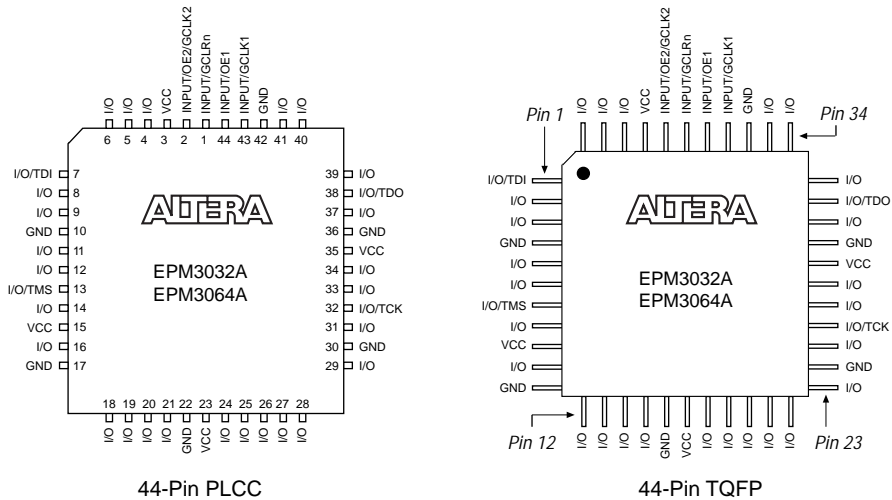 INPUT/OE2/GCLK2
INPUT/GCLRn
INPUT/OE1
INPUT/GCLK1
I/O
I/O
I/O
VCC
GND
I/O
I/O
6 5 4 3 2 1 44 43 42 41 40
I/O/TDI 7
I/O 8
I/O 9
GND 10
I/O 11
I/O 12
I/O/TMS 13
I/O 14
VCC 15
I/O 16
GND 17
39 I/O
38 I/O/TDO
37 I/O
36 GND
35 VCC
34 I/O
33 I/O
32 I/O/TCK
31 I/O
30 GND
29 I/O
ALTERA
EPM3032A
EPM3064A
18 19 20 21 22 23 24 25 26 27 28
I/O
I/O
I/O
I/O
GND
VCC
I/O
I/O
I/O
I/O
I/O
44-Pin PLCC
INPUT/OE2/GCLK2
INPUT/GCLRn
INPUT/OE1
INPUT/GCLK1
I/O
I/O
I/O
VCC
GND
I/O
I/O
Pin 1
Pin 34
I/O/TDI
I/O
I/O
GND
I/O
I/O
I/O/TMS
I/O
VCC
I/O
GND
ALTERA
EPM3032A
EPM3064A
I/O
I/O/TDO
I/O
GND
VCC
I/O
I/O
I/O/TCK
I/O
GND
I/O
Pin 12
Pin 23
I/O
I/O
I/O
I/O
GND
VCC
I/O
I/O
I/O
I/O
I/O
44-Pin TQFP